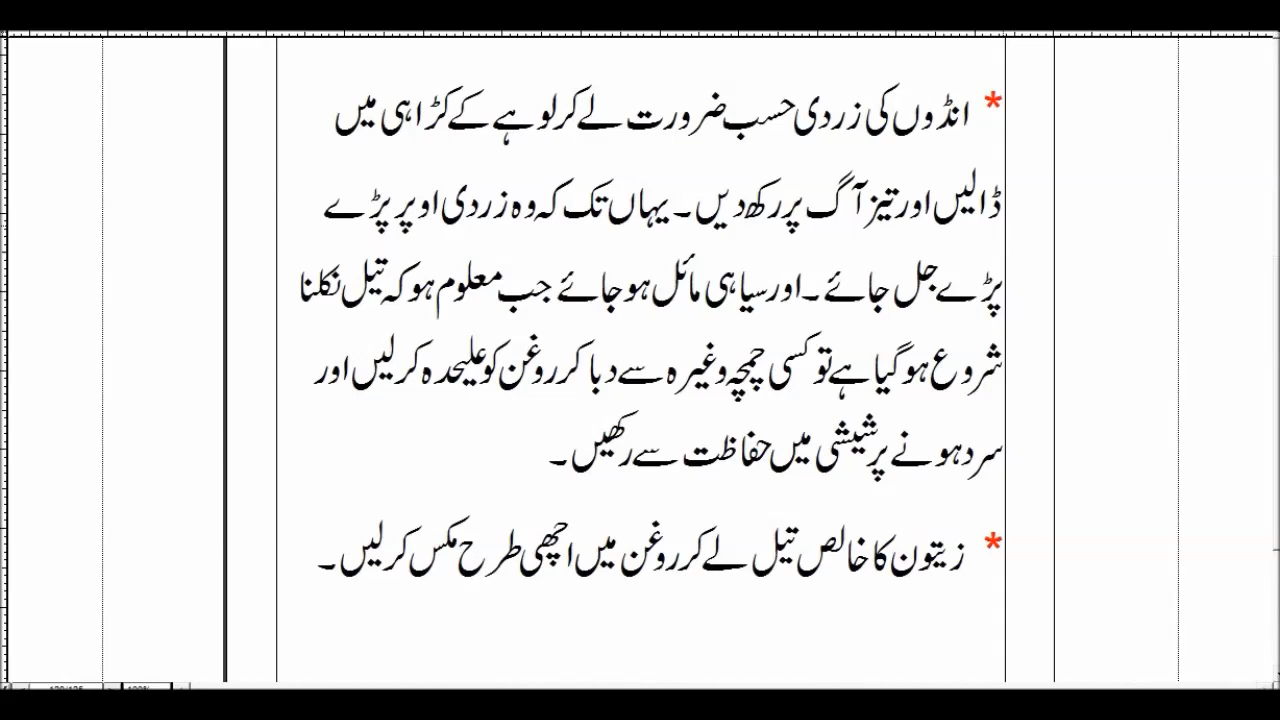 * انڈوں کی زردی حسب ضرورت لے کر لوہے کے کڑاہی میں
ڈالیں اور تیز آگ پر رکھ دیں۔ یہاں تک کہ وہ زردی اوپر پڑے
پڑے جل جائے۔ اور سیاہی مائل ہو جائے جب معلوم ہو کہ تیل نکلنا
شروع ہو گیا ہے تو کسی چمچہ وغیرہ سے دبا کر روغن کو علیحدہ کر لیں اور
سرد ہونے پر شیشی میں حفاظت سے رکھیں۔
* زیتون کا خالص تیل لے کر روغن میں اچھی طرح مکس کر لیں۔